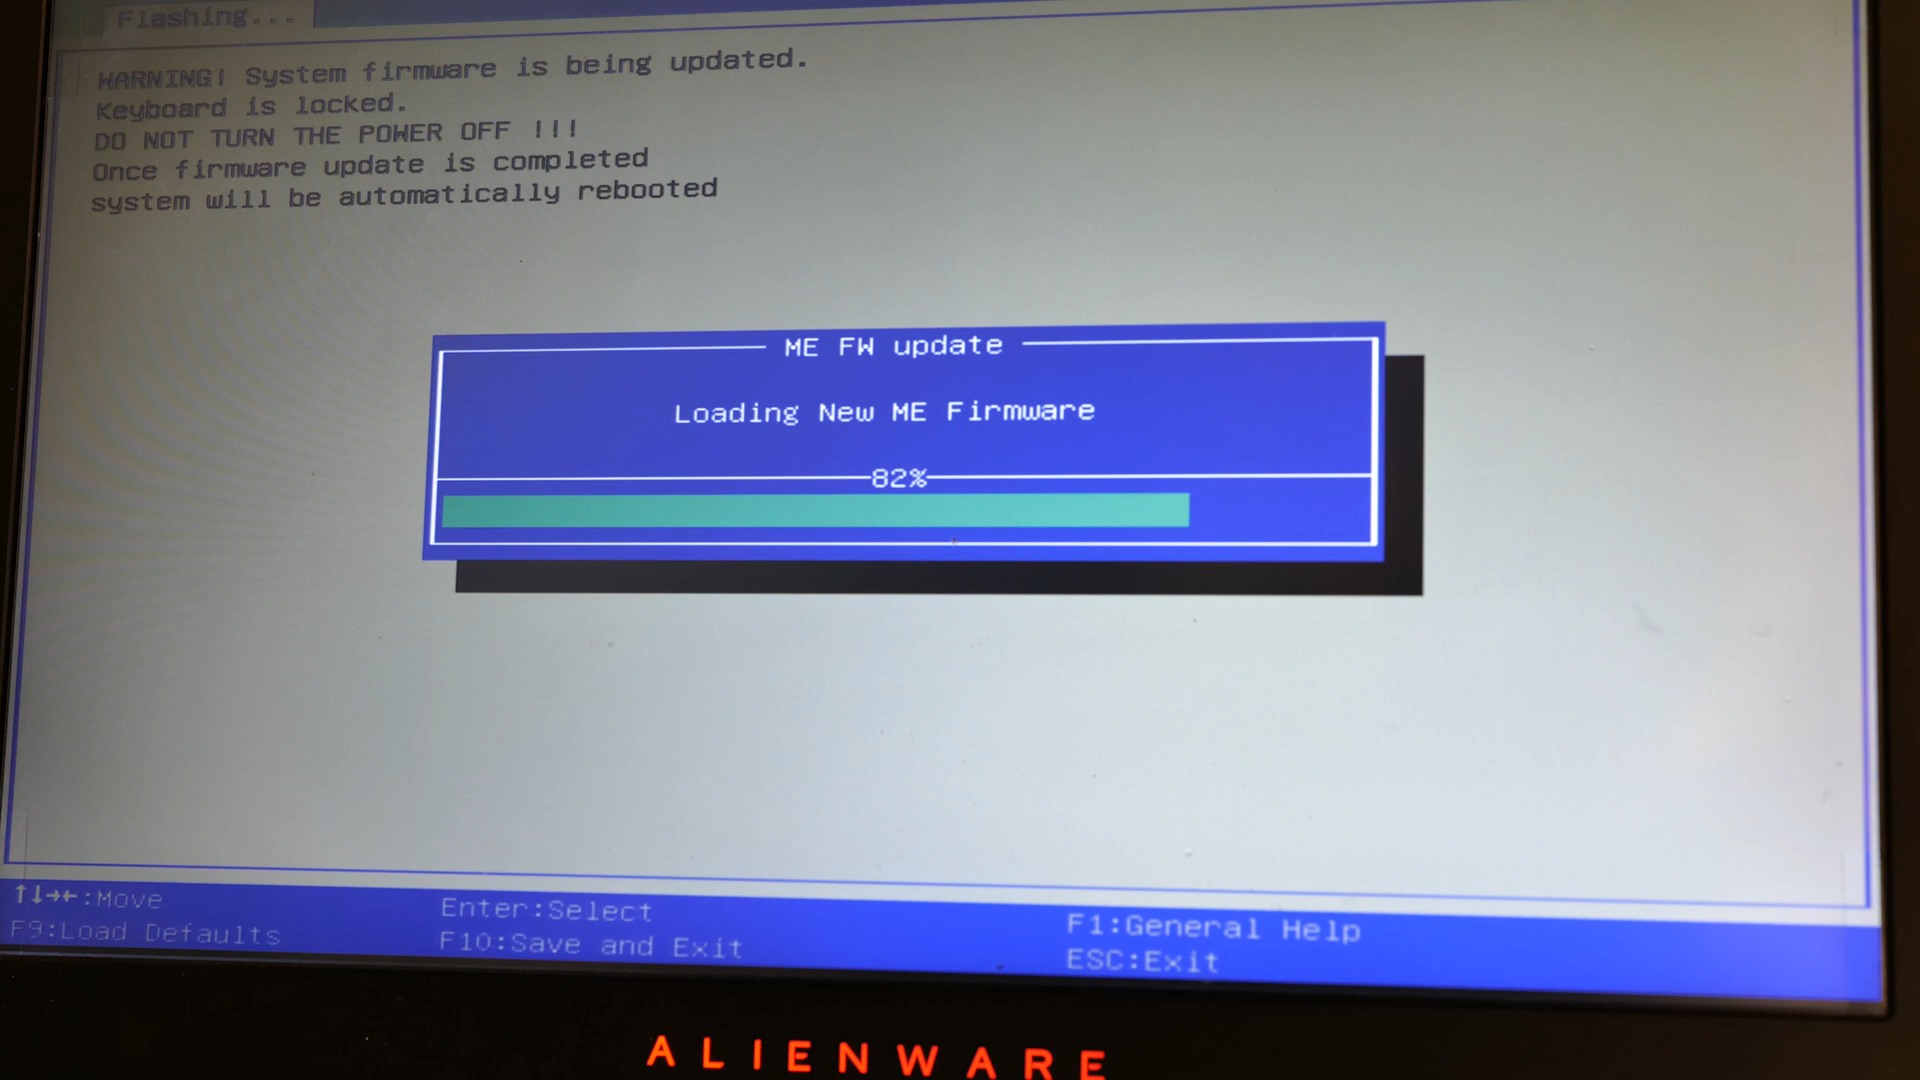 Flashing...
WARNING! System firmware is being updated.
Keyboard is locked.
DO NOT TURN THE POWER OFF !!!
Once firmware update is completed
system will be automatically rebooted
ME FW update
Loading New ME Firmware
82%
↑↓→←:Move
Enter:Select
F1:General Help
F9:Load Defaults
F10:Save and Exit
ESC:Exit
ALIENWARE